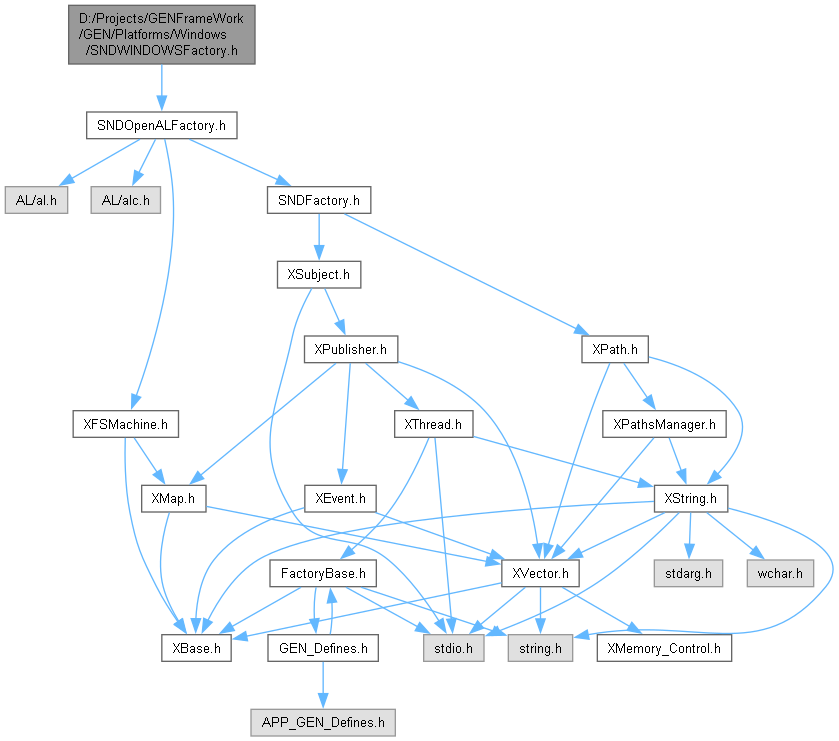 D:/Projects/GENFrameWork
/GEN/Platforms/Windows
/SNDWINDOWSFactory.h
SNDOpenALFactory.h
AL/al.h
AL/alc.h
SNDFactory.h
XSubject.h
XPublisher.h
XPath.h
XFSMachine.h
XThread.h
XPathsManager.h
XMap.h
XEvent.h
XString.h
FactoryBase.h
XVector.h
stdarg.h
wchar.h
XBase.h
GEN_Defines.h
stdio.h
string.h
XMemory_Control.h
APP_GEN_Defines.h